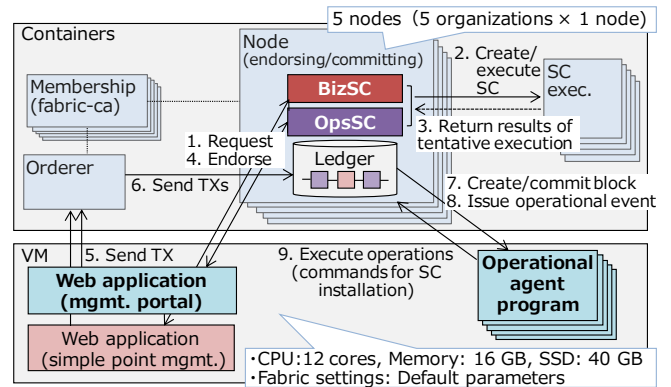 5 nodes (5 organizations × 1 node)
Containers
Node
(endorsing/committing)
2. Create/
execute
SC
Membership
(fabric-ca)
BizSC
SC
exec.
OpsSC
1. Request
4. Endorse
3. Return results of
tentative execution
Orderer
Ledger
6. Send TXs
7. Create/commit block
8. Issue operational event
VM
5. Send TX
9. Execute operations
(commands for SC
installation)
Web application
(mgmt. portal)
Operational
agent
program
Web application
(simple point mgmt.)
·CPU:12 cores, Memory: 16 GB, SSD: 40 GB
·Fabric settings: Default parameters